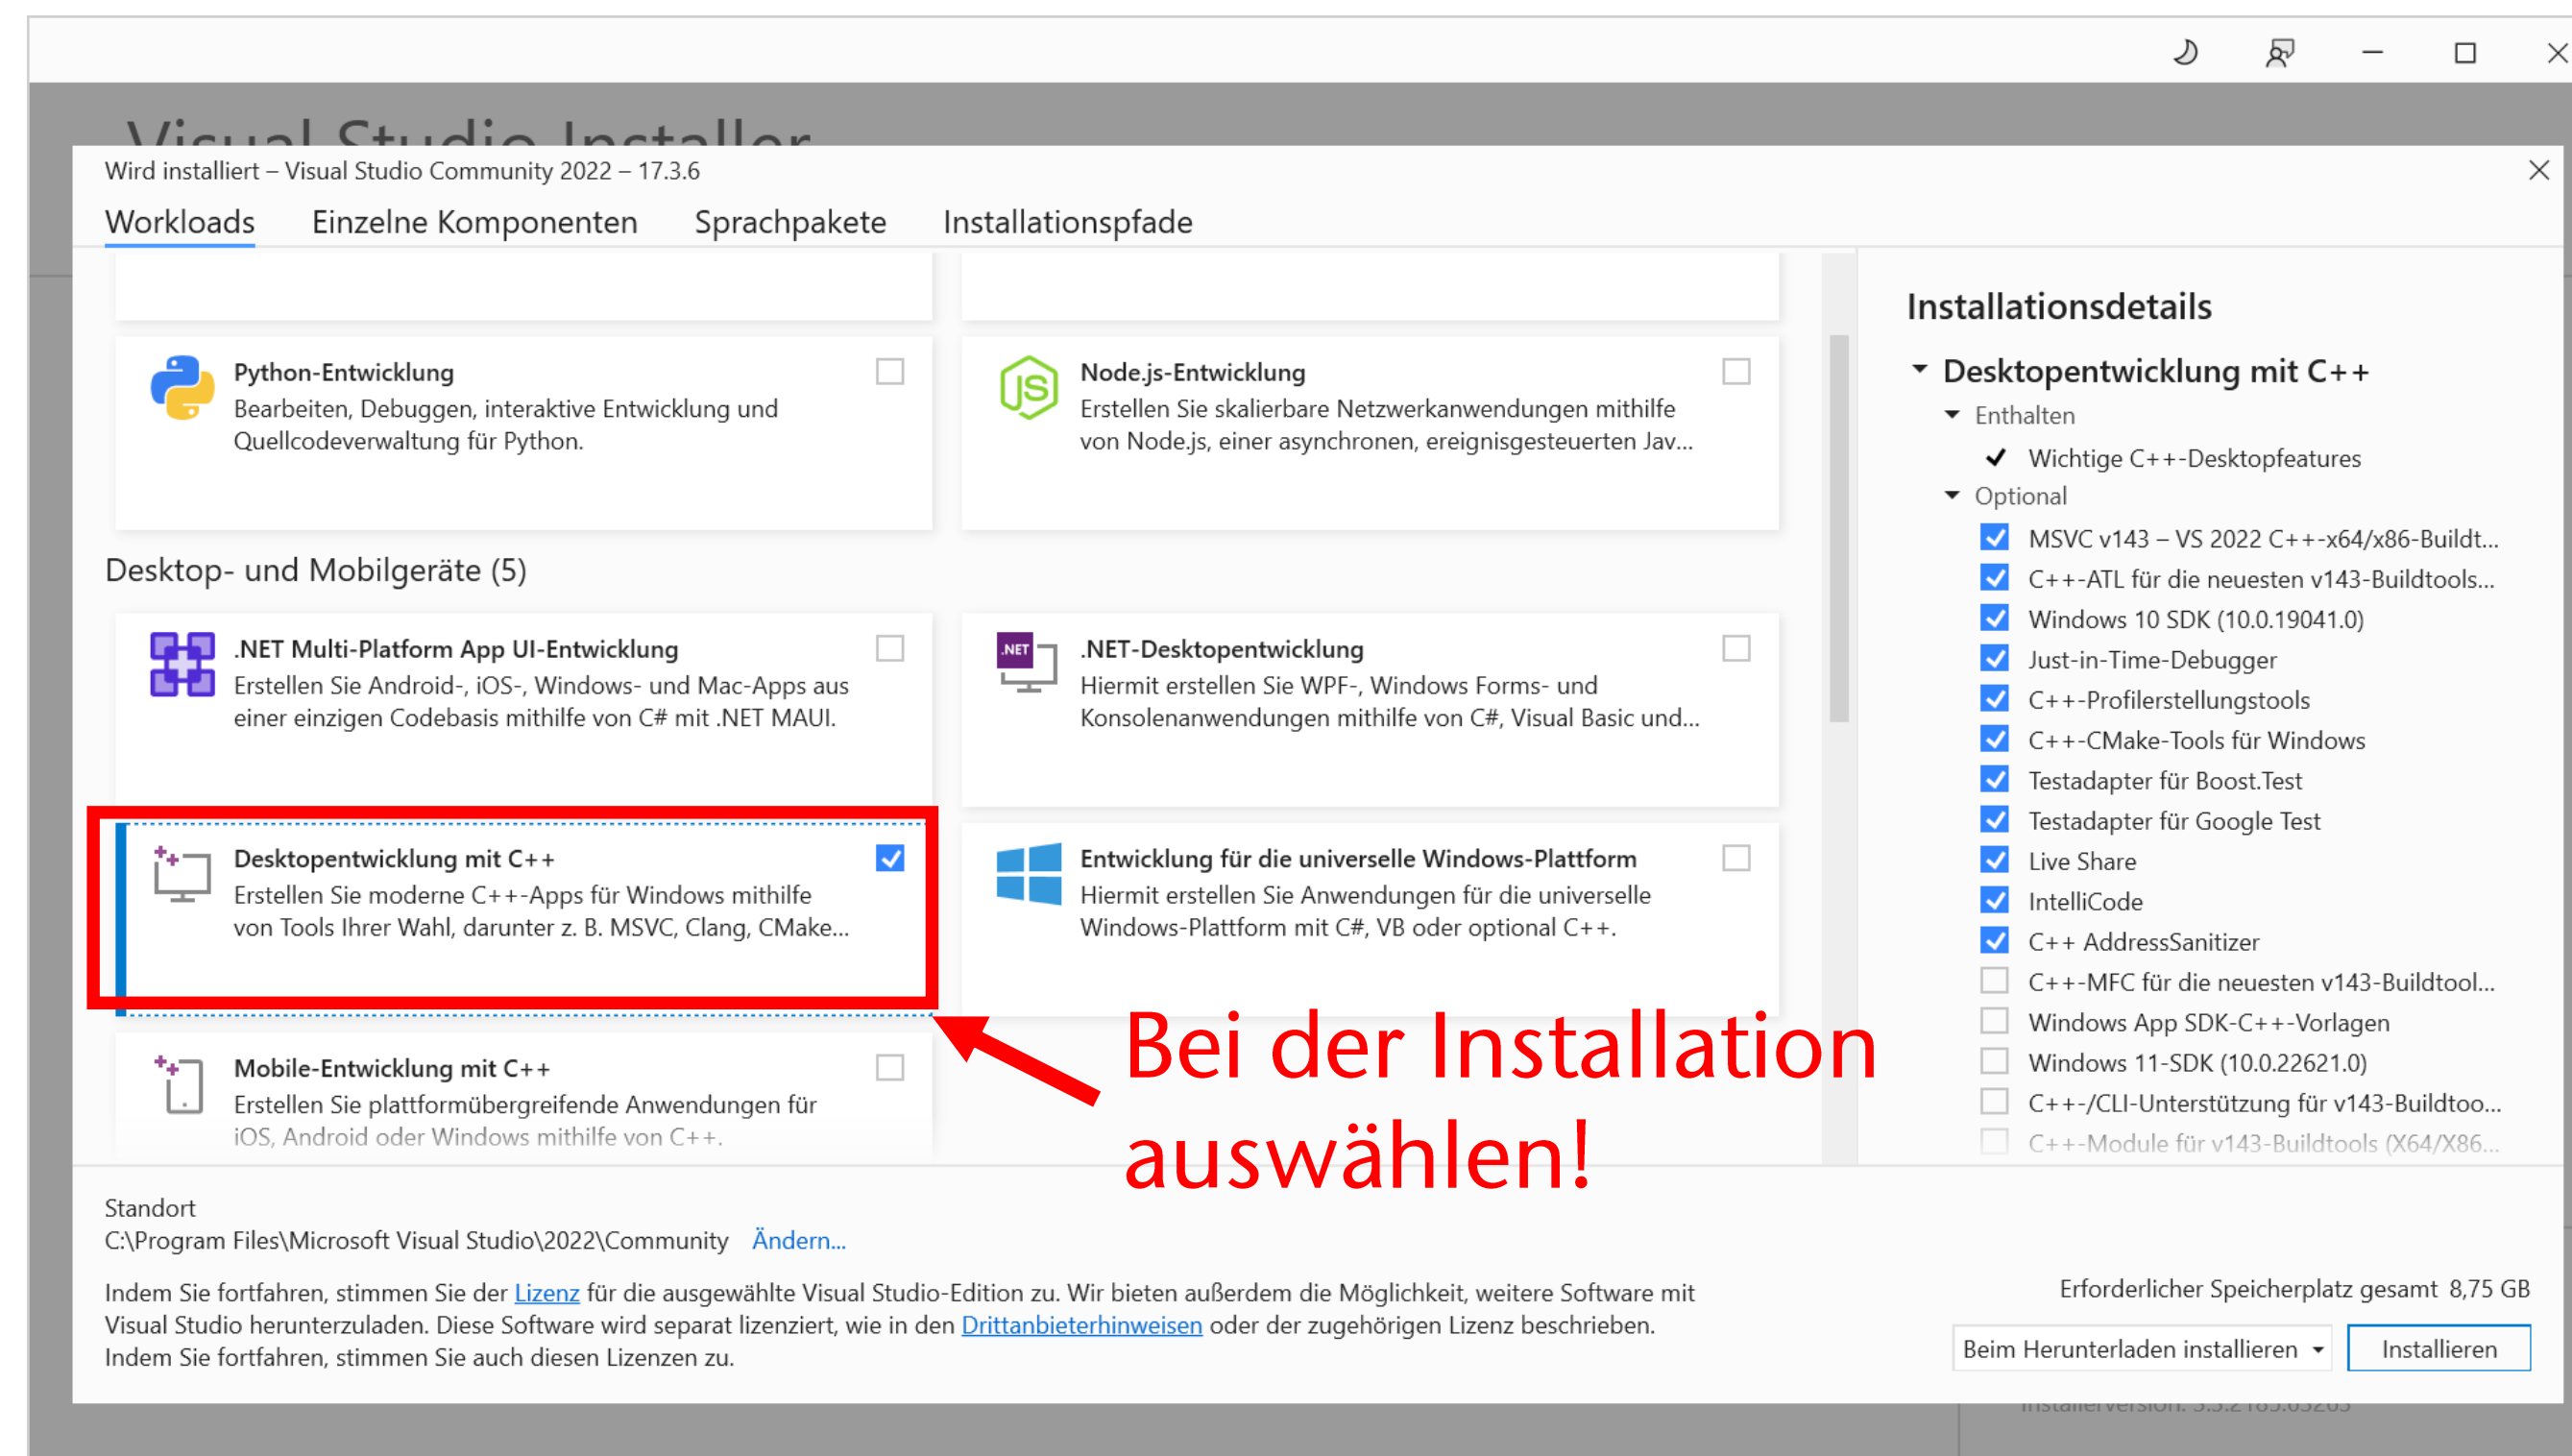 Visual Studio Installer
Wird installiert – Visual Studio Community 2022 – 17.3.6
Workloads Einzelne Komponenten Sprachpakete Installationspfade
Python-Entwicklung
Bearbeiten, Debuggen, interaktive Entwicklung und
Quellcodeverwaltung für Python.
Node.js-Entwicklung
Erstellen Sie skalierbare Netzwerkanwendungen mithilfe
von Node.js, einer asynchronen, ereignisgesteuerten Jav...
Desktop- und Mobilgeräte (5)
.NET Multi-Platform App UI-Entwicklung
Erstellen Sie Android-, iOS-, Windows- und Mac-Apps aus
einer einzigen Codebasis mithilfe von C# mit .NET MAUI.
.NET
.NET-Desktopentwicklung
Hiermit erstellen Sie WPF-, Windows Forms- und
Konsolenanwendungen mithilfe von C#, Visual Basic und...
Desktopentwicklung mit C++
Erstellen Sie moderne C++-Apps für Windows mithilfe
von Tools Ihrer Wahl, darunter z. B. MSVC, Clang, CMake...
Entwicklung für die universelle Windows-Plattform
Hiermit erstellen Sie Anwendungen für die universelle
Windows-Plattform mit C#, VB oder optional C++.
Mobile-Entwicklung mit C++
Erstellen Sie plattformübergreifende Anwendungen für
iOS, Android oder Windows mithilfe von C++.
Bei der Installation
auswählen!
Installationsdetails
Desktopentwicklung mit C++
Enthalten
Wichtige C++-Desktopfeatures
Optional
MSVC v143 – VS 2022 C++-x64/x86-Buildt...
C++-ATL für die neuesten v143-Buildtools...
Windows 10 SDK (10.0.19041.0)
Just-in-Time-Debugger
C++-Profilerstellungstools
C++-CMake-Tools für Windows
Testadapter für Boost.Test
Testadapter für Google Test
Live Share
IntelliCode
C++ AddressSanitizer
C++-MFC für die neuesten v143-Buildtool...
Windows App SDK-C++-Vorlagen
Windows 11-SDK (10.0.22621.0)
C++-/CLI-Unterstützung für v143-Buildtoo...
C++-Module für v143-Buildtools (X64/X86...
Standort
C:\Program Files\Microsoft Visual Studio\2022\Community Ändern...
Indem Sie fortfahren, stimmen Sie der Lizenz für die ausgewählte Visual Studio-Edition zu. Wir bieten außerdem die Möglichkeit, weitere Software mit
Visual Studio herunterzuladen. Diese Software wird separat lizenziert, wie in den Drittanbieterhinweisen oder der zugehörigen Lizenz beschrieben.
Indem Sie fortfahren, stimmen Sie auch diesen Lizenzen zu.
Erforderlicher Speicherplatz gesamt 8,75 GB
Beim Herunterladen installieren Installieren